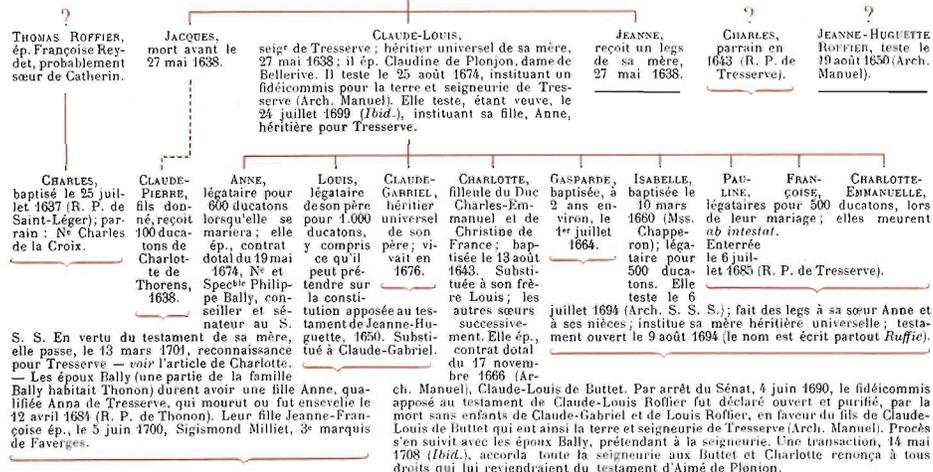 ?
THOMAS ROFFIER,
ép. Françoise Rey-
det, probablement
sœur de Catherin.
JACQUES,
mort avant le
27 mai 1638.
CLAUDE-LOUIS,
seigr de Tresserve ; héritier universel de sa mère,
27 mai 1638 ; il ép. Claudine de Plonjon, dame de
Bellerive. Il teste le 25 août 1674, instituant un
fidéicommis pour la terre et seigneurie de Tres-
serve (Arch. Manuel). Elle teste, étant veuve, le
24 juillet 1699 (Ibid.), instituant sa fille, Anne,
héritière pour Tresserve.
JEANNE,
reçoit un legs
de sa mère,
27 mai 1638.
?
CHARLES,
parrain en
1643 (R. P. de
Tresserve).
?
JEANNE-HUGUETTE
ROFFIER, teste le
19 août 1650 (Arch.
Manuel).
CHARLES,
baptisé le 25 juil-
let 1637 (R. P. de
Saint-Léger) ; par-
rain : Ne Charles
de la Croix.
CLAUDE-
PIERRE,
fils don-
né, reçoit
100 duca-
tons de
Charlot-
te de
Thorens,
1638.
ANNE,
légataire pour
600 ducatons
lorsqu'elle se
mariera ; elle
ép., contrat
dotal du 19 mai
1674, Ne et
Specble Philip-
pe Bally, con-
seiller et sé-
nateur au S.
S. S. En vertu du testament de sa mère,
elle passe, le 13 mars 1701, reconnaissance
pour Tresserve — voir l'article de Charlotte.
— Les époux Bally (une partie de la famille
Bally habitait Thonon) durent avoir une fille Anne, qua-
lifiée Anna de Tresserve, qui mourut ou fut ensevelie le
12 avril 1684 (R. P. de Thonon). Leur fille Jeanne-Fran-
çoise ép., le 5 juin 1700, Sigismond Milliet, 3e marquis
de Faverges.
LOUIS,
légataire
de son père
pour 1.000
ducatons,
y compris
ce qu'il
peut pré-
tendre sur
la consti-
tution apposée au tes-
tament de Jeanne-Hu-
guette, 1650. Substi-
tué à Claude-Gabriel.
CLAUDE-
GABRIEL,
héritier
universel
de son
père ; vi-
vait en
1676.
CHARLOTTE,
filleule du Duc
Charles-Em-
manuel et de
Christine de
France ; bap-
tisée le 13 août
1643. Substi-
tuée à son frè-
re Louis ; les
autres sœurs
successive-
ment. Elle ép.,
contrat dotal
du 17 novem-
bre 1666 (Ar-
ch. Manuel), Claude-Louis de Buttet. Par arrêt du Sénat, 4 juin 1690, le fidéicommis
apposé au testament de Claude-Louis Roffier fut déclaré ouvert et purifié, par la
mort sans enfants de Claude-Gabriel et de Louis Roffier, en faveur du fils de Claude-
Louis de Buttet qui eut ainsi la terre et seigneurie de Tresserve (Arch. Manuel). Procès
s'en suivit avec les époux Bally, prétendant à la seigneurie. Une transaction, 14 mai
1708 (Ibid.), accorda toute la seigneurie aux Buttet et Charlotte renonça à tous
droits qui lui reviendraient du testament d'Aimé de Plonjon.
GASPARDE,
baptisée, à
2 ans en-
viron, le
1er juillet
1664.
ISABELLE,
baptisée le
10 mars
1660 (Mss.
Chappe-
ron) ; léga-
taire pour
500 duca-
tons. Elle
teste le 6
juillet 1694 (Arch. S. S. S.) ; fait des legs à sa sœur Anne et
à ses nièces ; institue sa mère héritière universelle ; testa-
ment ouvert le 9 août 1694 (le nom est écrit partout Ruffie).
PAU-
LINE,
FRAN-
ÇOISE,
CHARLOTTE-
EMMANUELLE,
légataires pour 500 ducatons, lors
de leur mariage ; elles meurent
ab intestat.
Enterrée
le 6 juil-
let 1685 (R. P. de Tresserve).